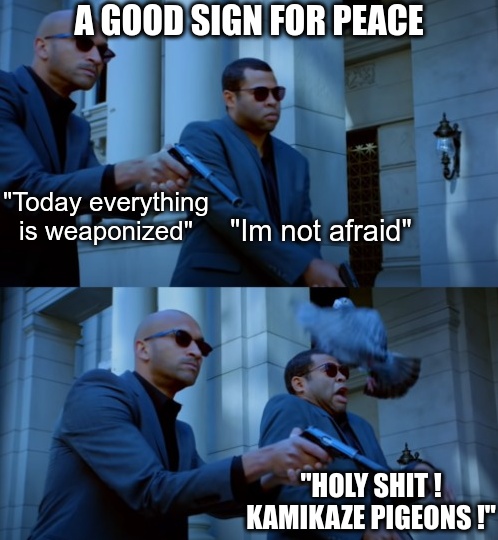 A GOOD SIGN FOR PEACE
"Today everything
is weaponized"
"Im not afraid"
"HOLY SHIT !
KAMIKAZE PIGEONS !"